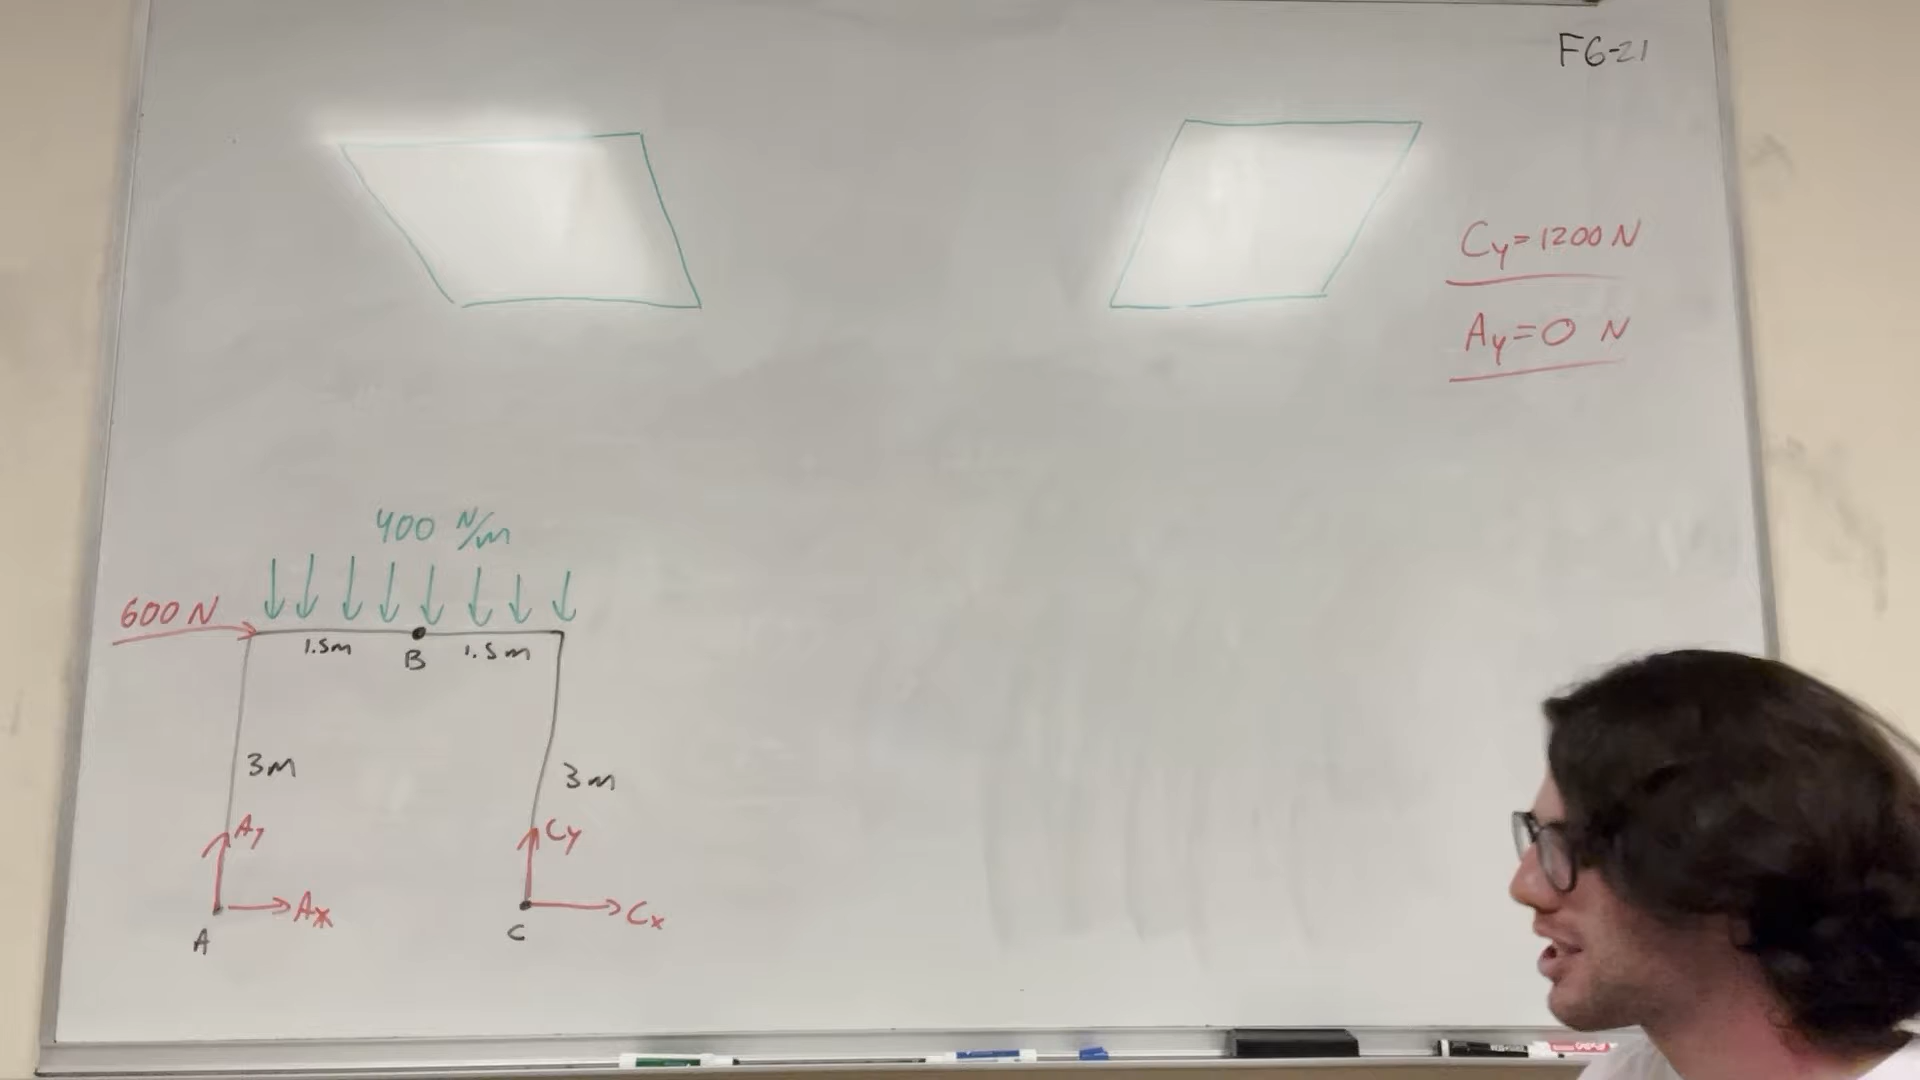 F6-21
Cy=1200 N
Ay=0 N
400 N/m
600 N
1.5m
B
1.5m
3m
3m
Ay
Cy
Ax
Cx
A
C